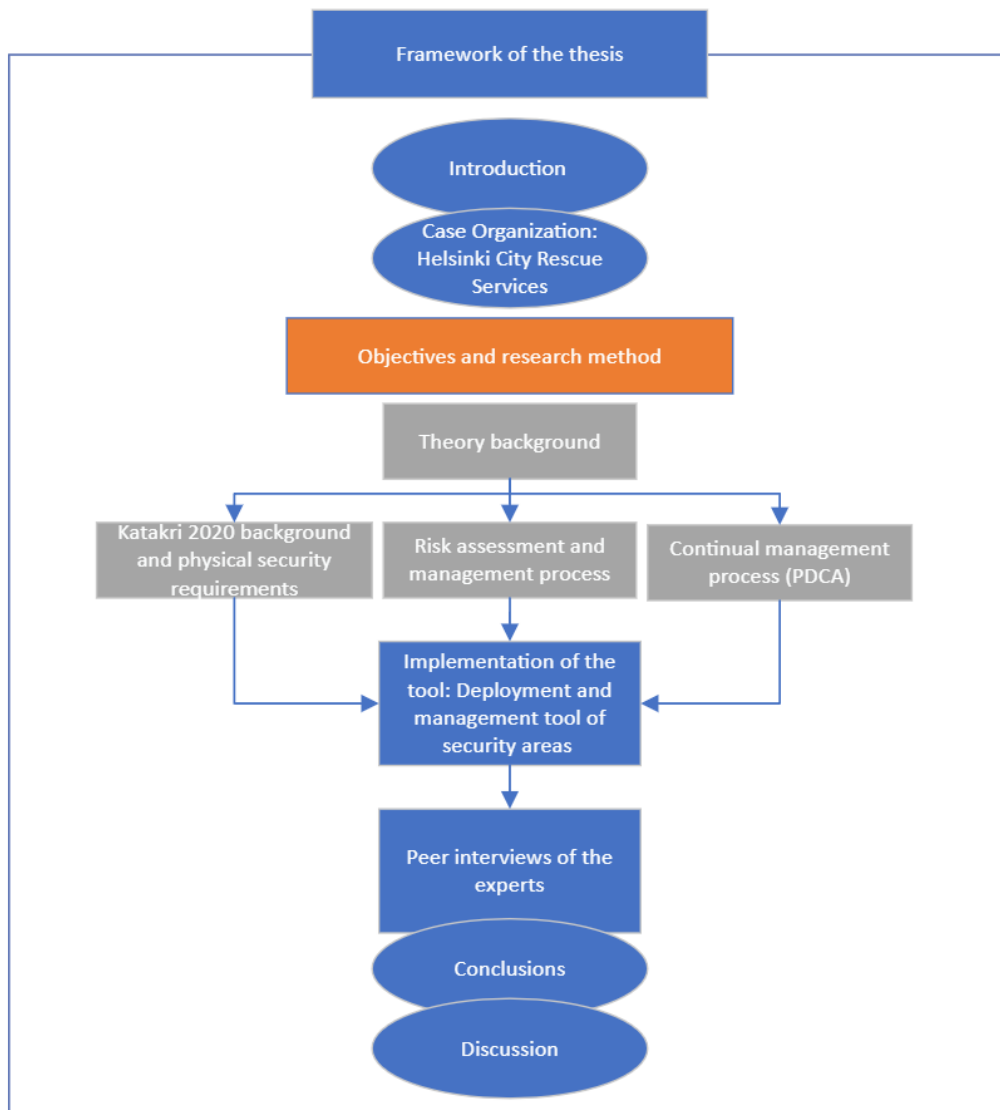 Framework of the thesis
Introduction
Case Organization:
Helsinki City Rescue
Services
Objectives and research method
Theory background
Katakri 2020 background
and physical security
requirements
Risk assessment and
management process
Continual management
process (PDCA)
Implementation of the
tool: Deployment and
management tool of
security areas
Peer interviews of the
experts
Conclusions
Discussion